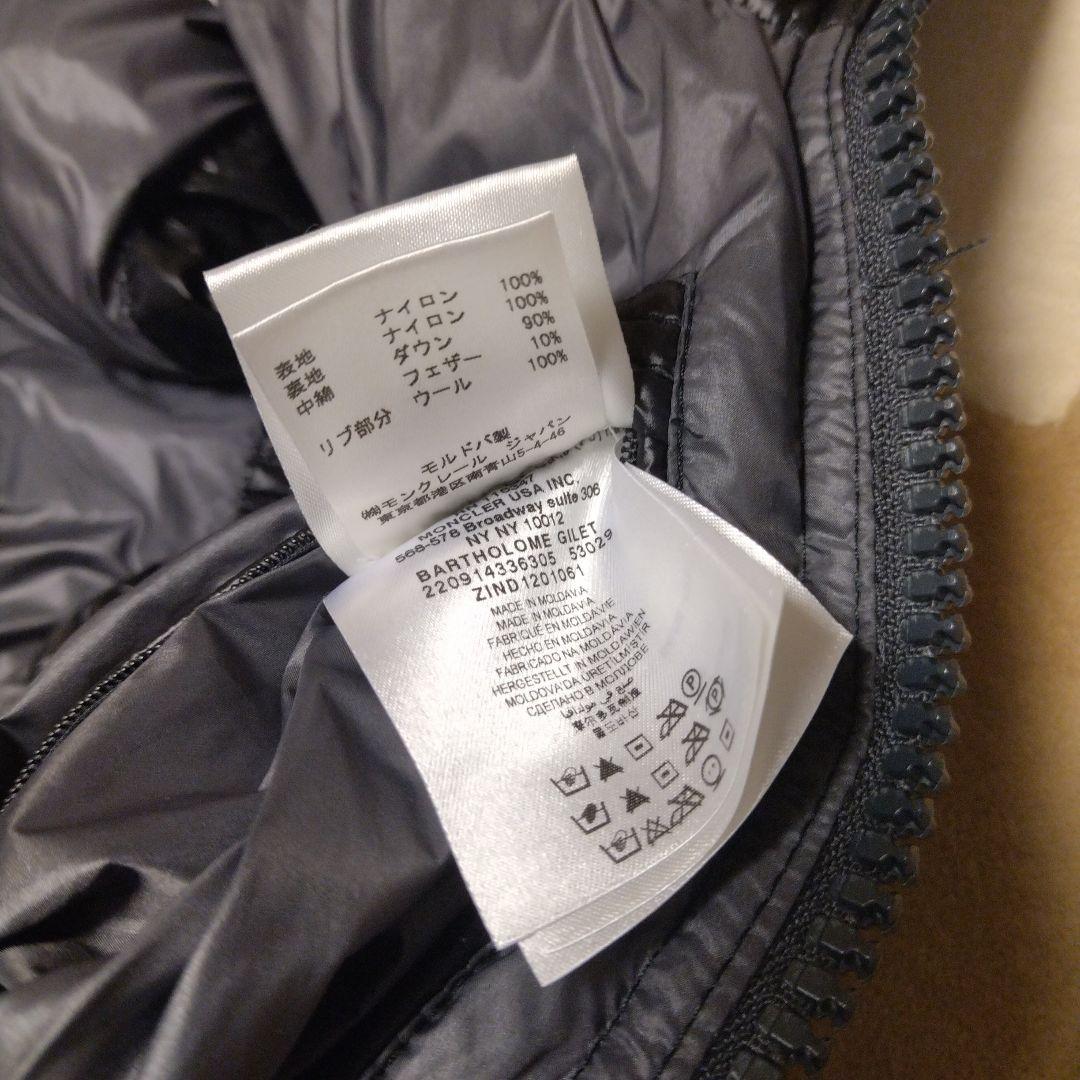 表地 ナイロン 100%
裏地 ナイロン 100%
中綿 ダウン 90%
フェザー 10%
リブ部分 ウール 100%
モルドバ製
㈱モンクレール ジャパン
東京都港区南青山5-4-46
MONCLER USA INC.
568-578 Broadway suite 306
NY NY 10012
BARTHOLOME GILET
220914336305 53029
ZIND1201061
MADE IN MOLDAVIA
MADE IN MOLDAVIA
FABRIQUÉ EN MOLDAVIE
HECHO EN MOLDAVIA
FABRICADO NA MOLDAVIA
HERGESTELLT IN MOLDAWIEN
MOLDOVA'DA ÜRETİLMİŞTİR
СДЕЛАНО В МОЛДОВЕ